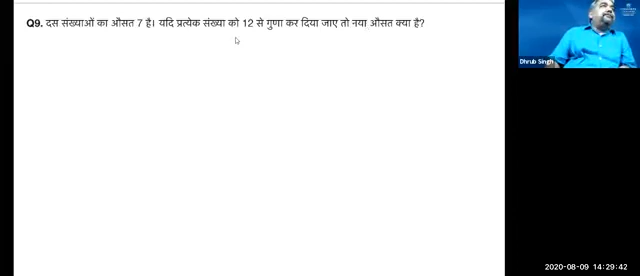 Q9. दस संख्याओं का औसत 7 है। यदि प्रत्येक संख्या को 12 से गुणा कर दिया जाए तो नया औसत क्या है?
Dhrub Singh
2020-08-09 14:29:42